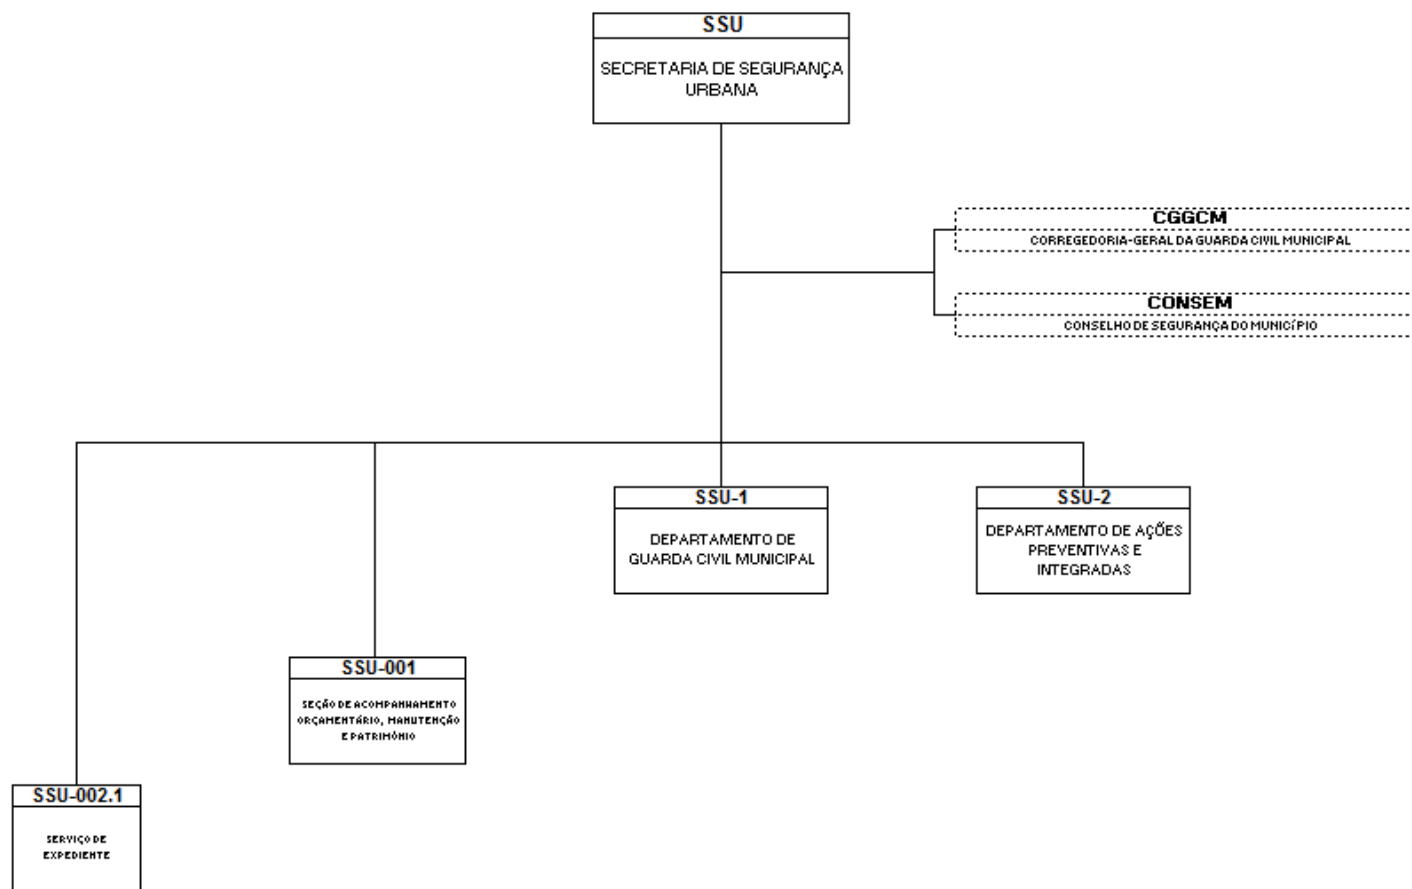 SSU
SECRETARIA DE SEGURANÇA
URBANA
CGGCM
CORREGEDORIA-GERAL DA GUARDA CIVIL MUNICIPAL
CONSEM
CONSELHO DE SEGURANÇA DO MUNICÍPIO
SSU-1
DEPARTAMENTO DE
GUARDA CIVIL MUNICIPAL
SSU-2
DEPARTAMENTO DE AÇÕES
PREVENTIVAS E
INTEGRADAS
SSU-001
SEÇÃO DE ACOMPANHAMENTO
ORÇAMENTÁRIO, MANUTENÇÃO
E PATRIMÔNIO
SSU-002.1
SERVIÇO DE
EXPEDIENTE